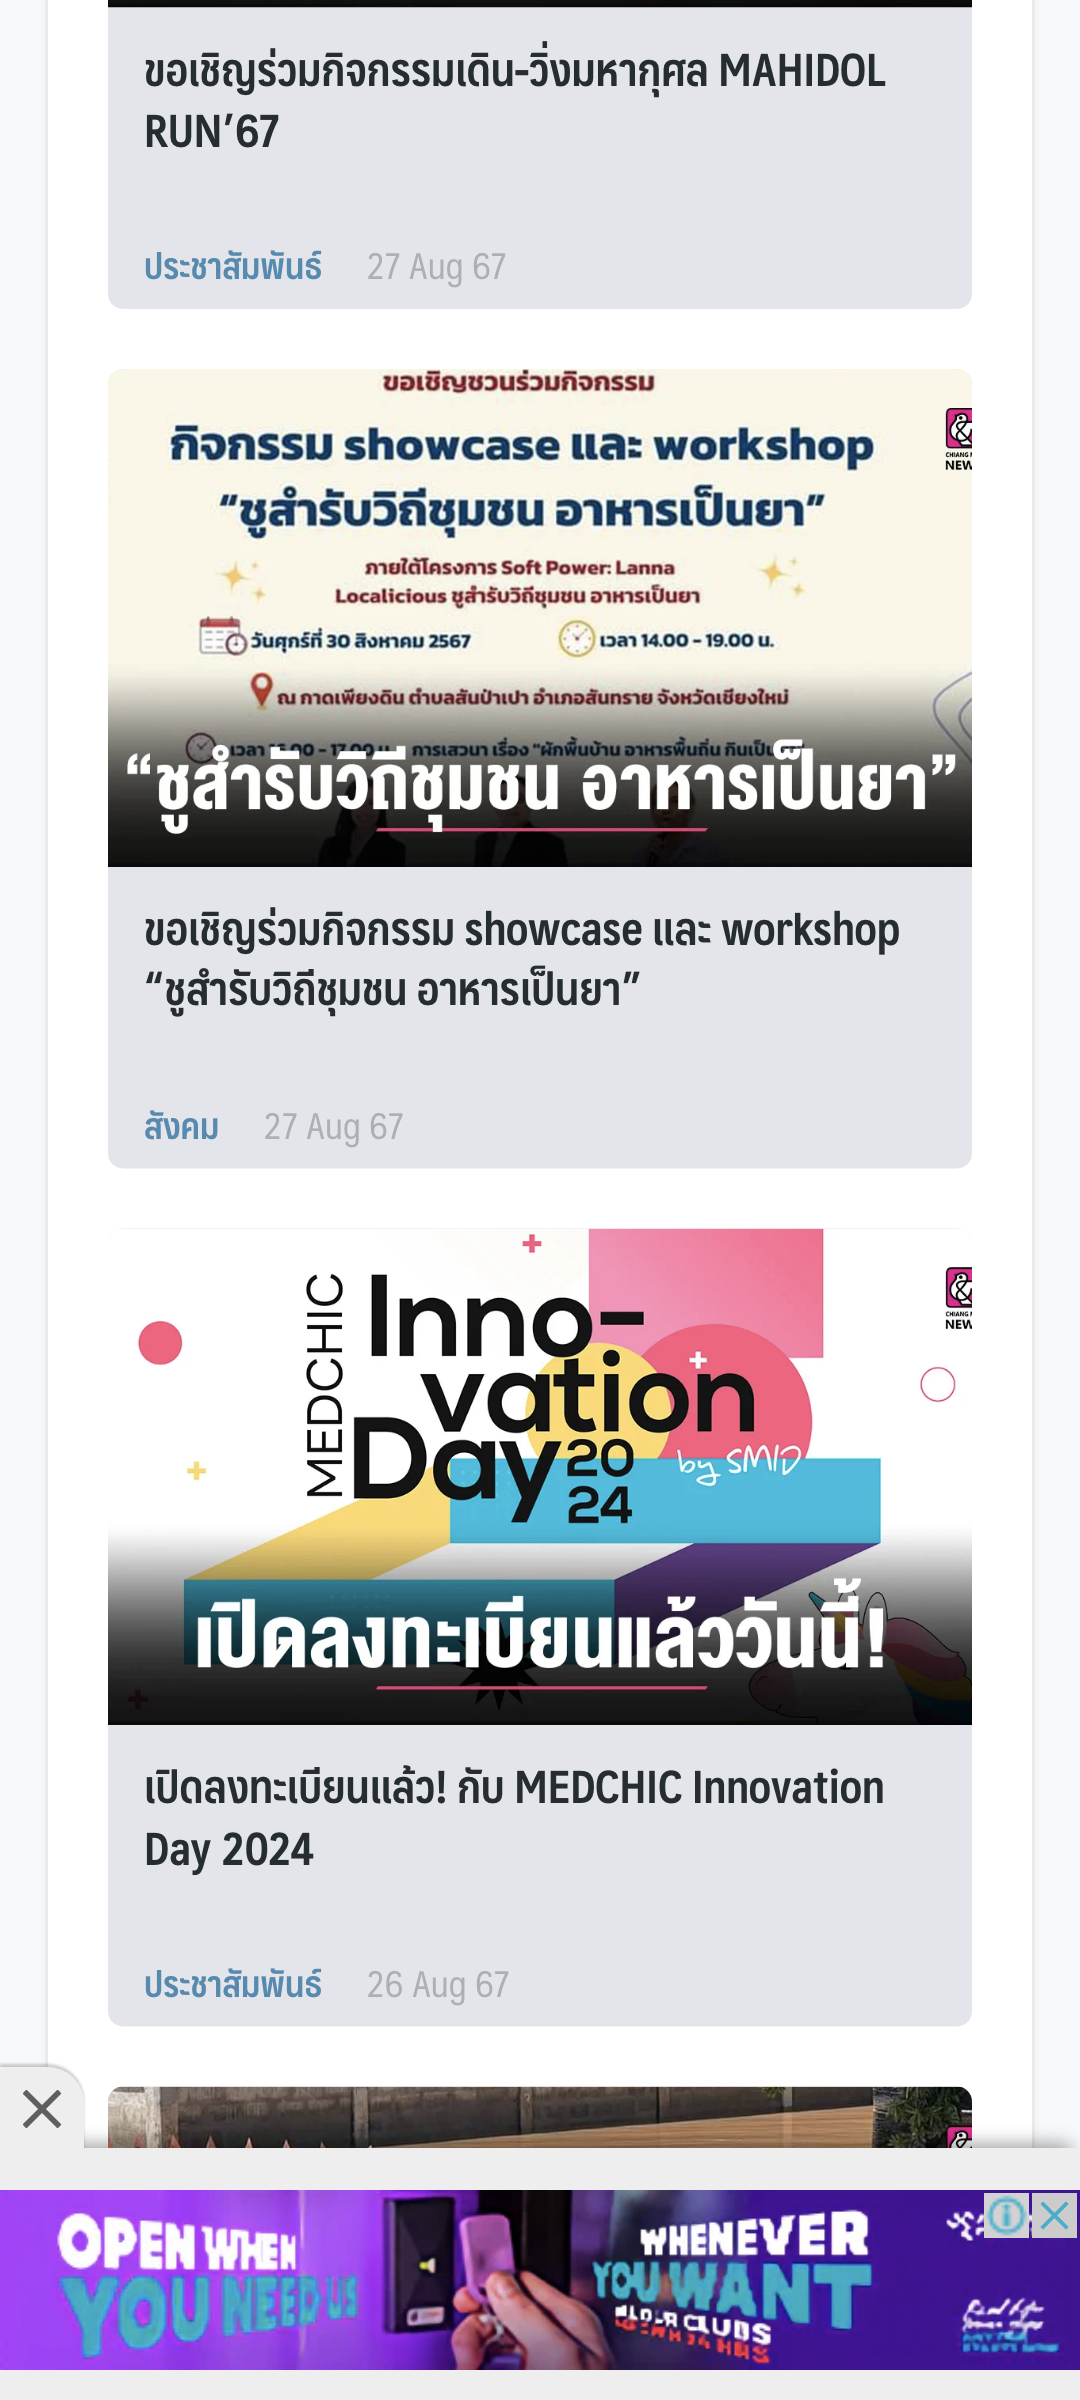 ขอเชิญร่วมกิจกรรมเดิน-วิ่งมหากุศล MAHIDOL
RUN’67
ประชาสัมพันธ์ 27 Aug 67
ขอเชิญชวนร่วมกิจกรรม
กิจกรรม showcase และ workshop
“ชูสำรับวิถีชุมชน อาหารเป็นยา”
ภายใต้โครงการ Soft Power: Lanna
Localicious ชูสำรับวิถีชุมชน อาหารเป็นยา
วันศุกร์ที่ 30 สิงหาคม 2567 เวลา 14.00 - 19.00 น.
ณ กาดเพียงดิน ตำบลสันป่าเปา อำเภอสันทราย จังหวัดเชียงใหม่
เวลา การเสวนา เรื่อง “ผักพื้นบ้าน อาหารพื้นถิ่น
“ชูสำรับวิถีชุมชน อาหารเป็นยา”
ขอเชิญร่วมกิจกรรม showcase และ workshop
“ชูสำรับวิถีชุมชน อาหารเป็นยา”
สังคม 27 Aug 67
MEDCHIC
Inno-
vation
Day 2024
by SMID
เปิดลงทะเบียนแล้ววันนี้!
เปิดลงทะเบียนแล้ว! กับ MEDCHIC Innovation
Day 2024
ประชาสัมพันธ์ 26 Aug 67
OPEN WHEN
YOU NEED US
WHENEVER
YOU WANT
CLUBS